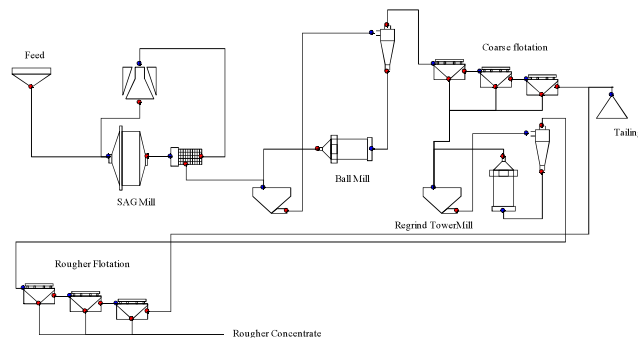 Feed
Coarse flotation
SAG Mill
Ball Mill
Regrind TowerMill
Rougher Flotation
Rougher Concentrate